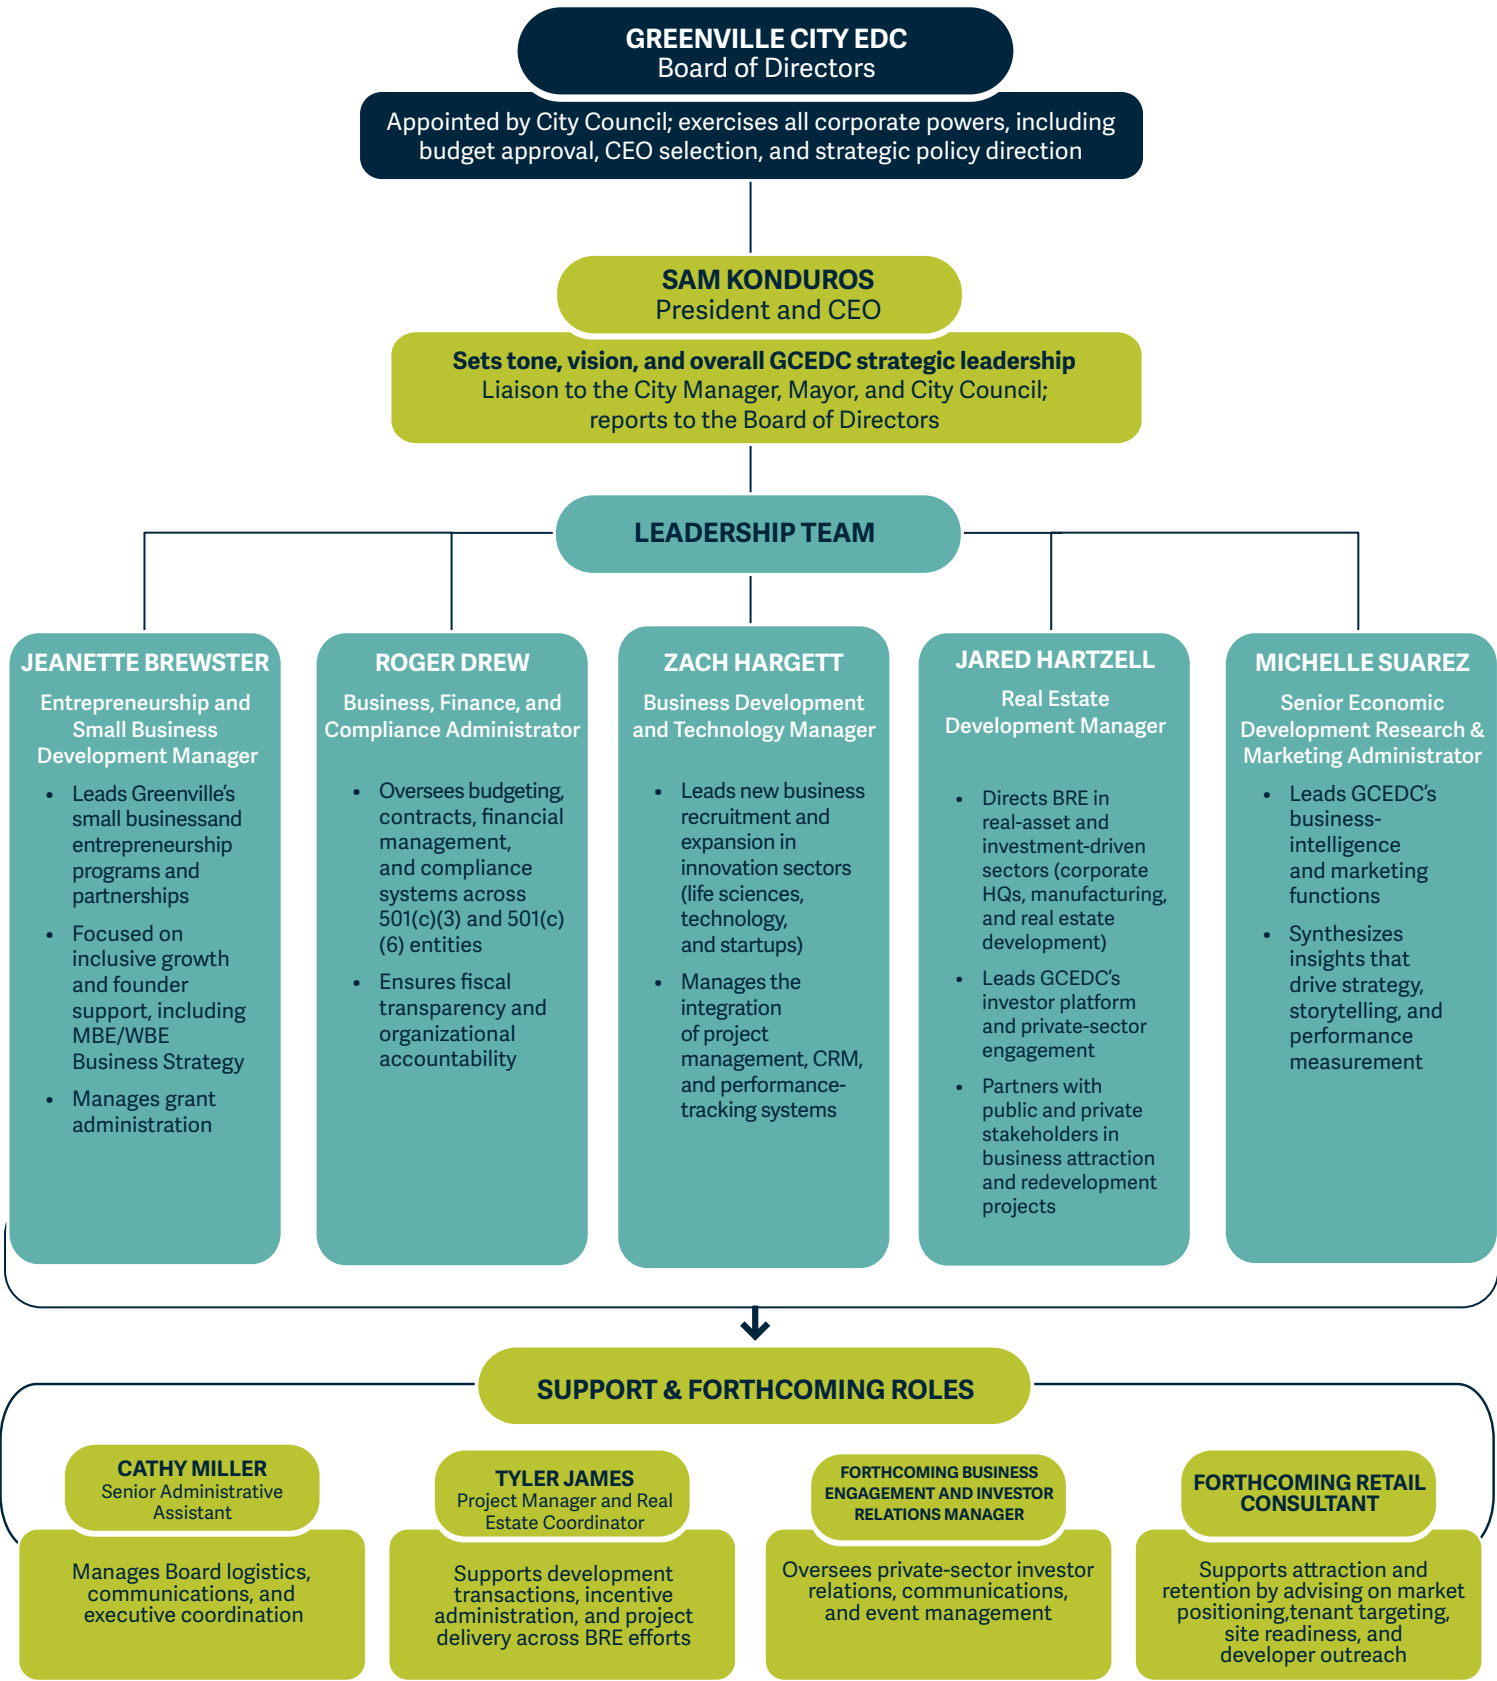 GREENVILLE CITY EDC
Board of Directors
Appointed by City Council; exercises all corporate powers, including
budget approval, CEO selection, and strategic policy direction
SAM KONDUROS
President and CEO
Sets tone, vision, and overall GCEDC strategic leadership
Liaison to the City Manager, Mayor, and City Council;
reports to the Board of Directors
LEADERSHIP TEAM
JEANETTE BREWSTER
Entrepreneurship and
Small Business
Development Manager
• Leads Greenville's
small businessand
entrepreneurship
programs and
partnerships
• Focused on
inclusive growth
and founder
support, including
MBE/WBE
Business Strategy
• Manages grant
administration
ROGER DREW
Business, Finance, and
Compliance Administrator
• Oversees budgeting,
contracts, financial
management,
and compliance
systems across
501(c)(3) and 501(c)
(6) entities
• Ensures fiscal
transparency and
organizational
accountability
ZACH HARGETT
Business Development
and Technology Manager
• Leads new business
recruitment and
expansion in
innovation sectors
(life sciences,
technology,
and startups)
• Manages the
integration
of project
management, CRM,
and performance-
tracking systems
JARED HARTZELL
Real Estate
Development Manager
• Directs BRE in
real-asset and
investment-driven
sectors (corporate
HQs, manufacturing,
and real estate
development)
• Leads GCEDC's
investor platform
and private-sector
engagement
• Partners with
public and private
stakeholders in
business attraction
and redevelopment
projects
MICHELLE SUAREZ
Senior Economic
Development Research &
Marketing Administrator
• Leads GCEDC's
business-
intelligence
and marketing
functions
• Synthesizes
insights that
drive strategy,
storytelling, and
performance
measurement
SUPPORT & FORTHCOMING ROLES
CATHY MILLER
Senior Administrative
Assistant
Manages Board logistics,
communications, and
executive coordination
TYLER JAMES
Project Manager and Real
Estate Coordinator
Supports development
transactions, incentive
administration, and project
delivery across BRE efforts
FORTHCOMING BUSINESS
ENGAGEMENT AND INVESTOR
RELATIONS MANAGER
Oversees private-sector investor
relations, communications,
and event management
FORTHCOMING RETAIL
CONSULTANT
Supports attraction and
retention by advising on market
positioning,tenant targeting,
site readiness, and
developer outreach